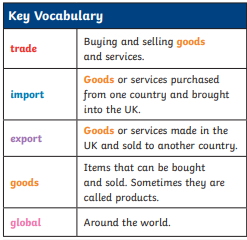 Key Vocabulary
trade
Buying and selling goods
and services.
import
Goods or services purchased
from one country and brought
into the UK.
export
Goods or services made in the
UK and sold to another country.
goods
Items that can be bought
and sold. Sometimes they are
called products.
global
Around the world.